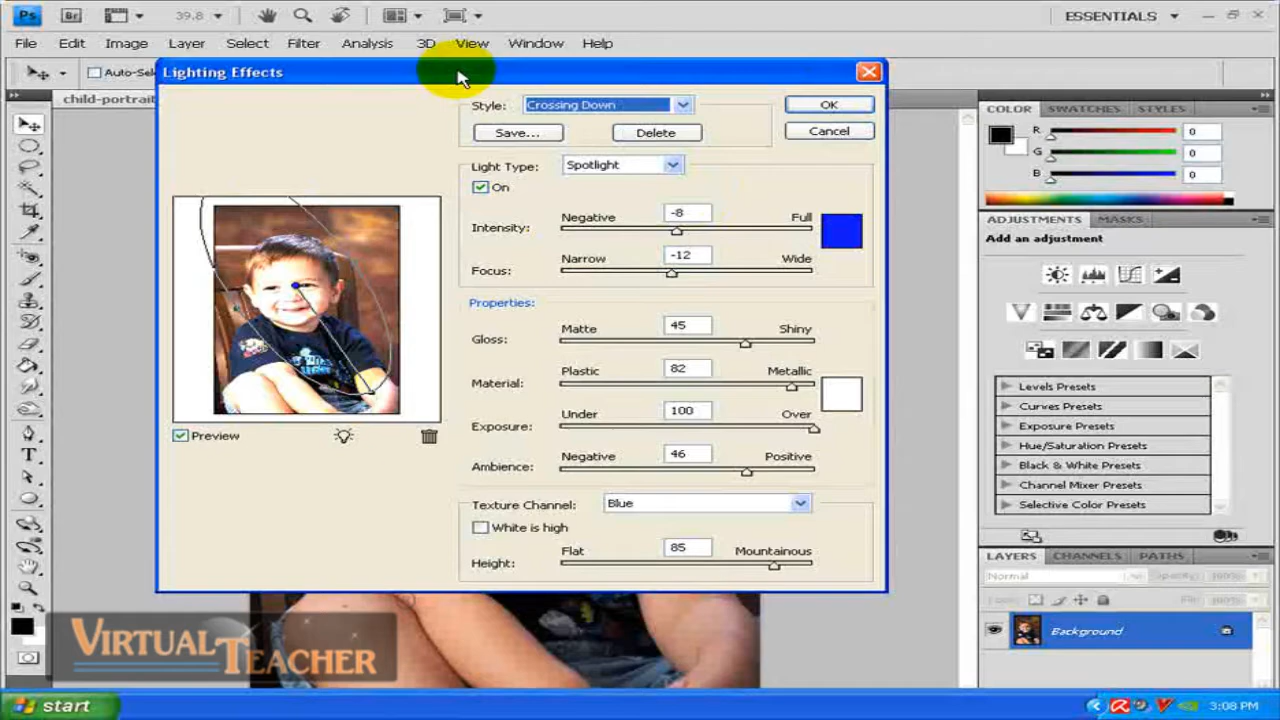 Ps Br 39.8 ESSENTIALS
File Edit Image Layer Select Filter Analysis 3D View Window Help
Auto-Sel
Lighting Effects
child-portrait
Style: Crossing Down OK
Save... Delete Cancel
Light Type: Spotlight
On
Negative -8 Full
Intensity:
Narrow -12 Wide
Focus:
Properties:
Matte 45 Shiny
Gloss:
Plastic 82 Metallic
Material:
Under 100 Over
Exposure:
Negative 46 Positive
Ambience:
Texture Channel: Blue
White is high
Flat 85 Mountainous
Height:
Preview
COLOR SWATCHES STYLES
R 0
G 0
B 0
ADJUSTMENTS MASKS
Add an adjustment
Levels Presets
Curves Presets
Exposure Presets
Hue/Saturation Presets
Black & White Presets
Channel Mixer Presets
Selective Color Presets
LAYERS CHANNELS PATHS
Normal Opacity: 100%
Lock: Fill: 100%
Background
VIRTUAL TEACHER
start 3:08 PM